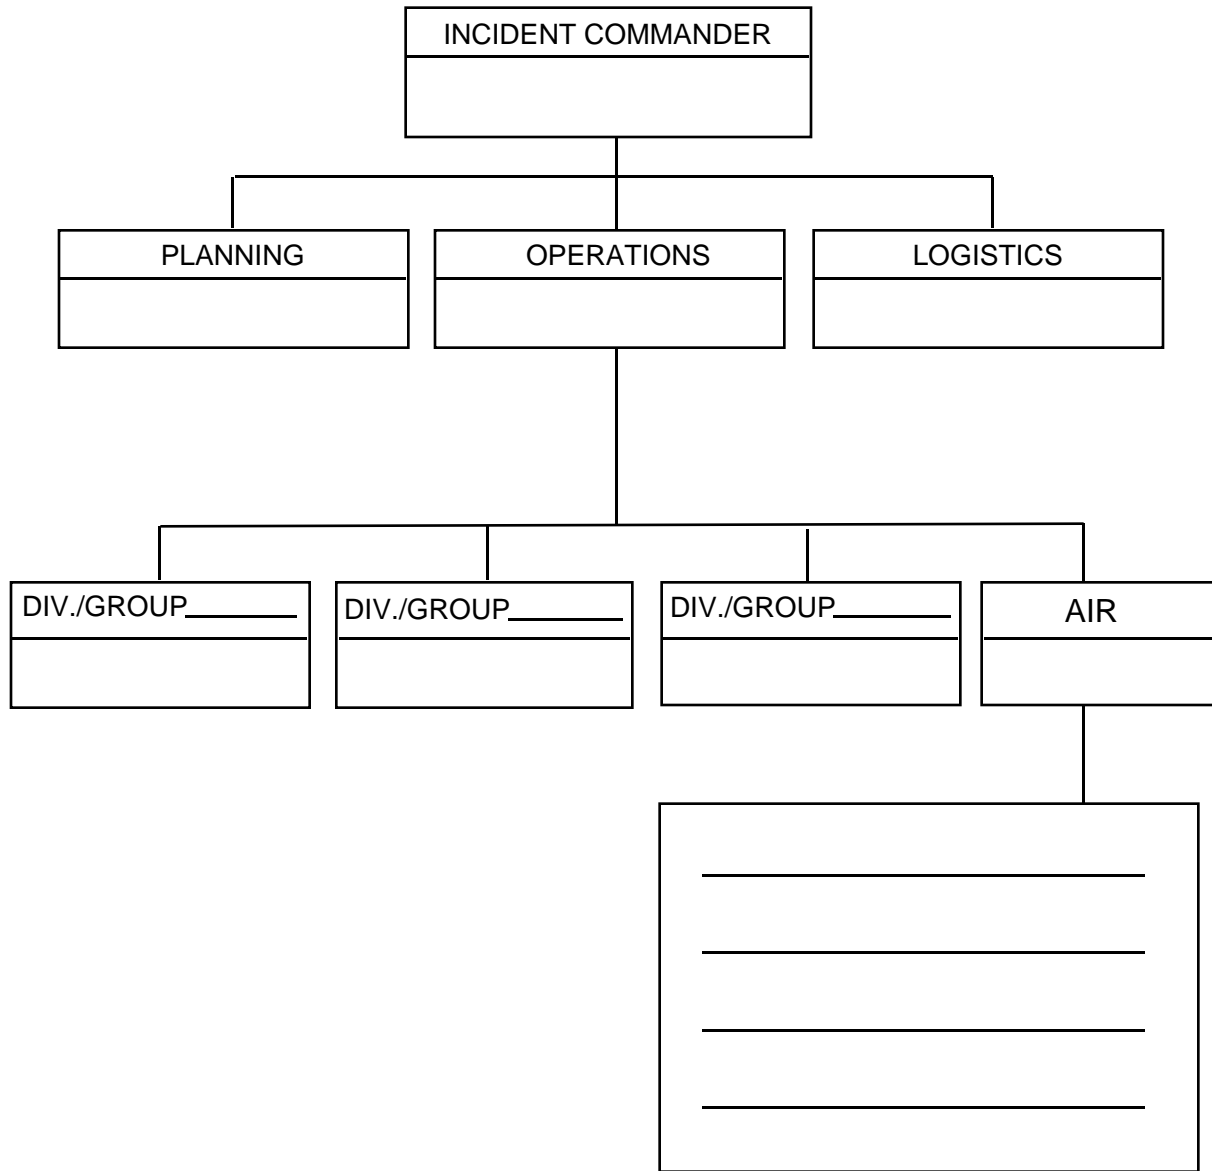 INCIDENT COMMANDER
PLANNING
OPERATIONS
LOGISTICS
DIV./GROUP
DIV./GROUP
DIV./GROUP
AIR